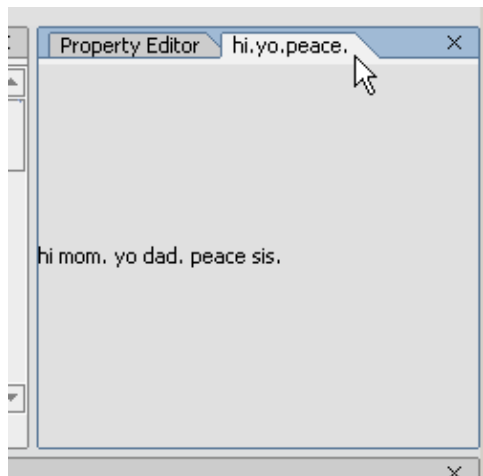 Property Editor
hi.yo.peace.
hi mom. yo dad. peace sis.